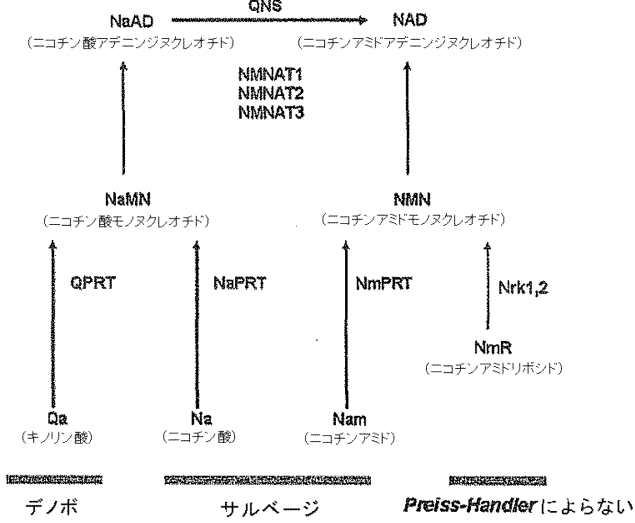 QNS
NaAD NAD
(ニコチン酸アデニンジヌクレオチド) (ニコチンアミドアデニンジヌクレオチド)
NMNAT1
NMNAT2
NMNAT3
NaMN NMN
(ニコチン酸モノヌクレオチド) (ニコチンアミドモノヌクレオチド)
QPRT NaPRT NmPRT Nrk1,2
NmR
(ニコチンアミドリボシド)
Qa Na Nam
(キノリン酸) (ニコチン酸) (ニコチンアミド)
デノボ サルベージ Preiss-Handlerによらない